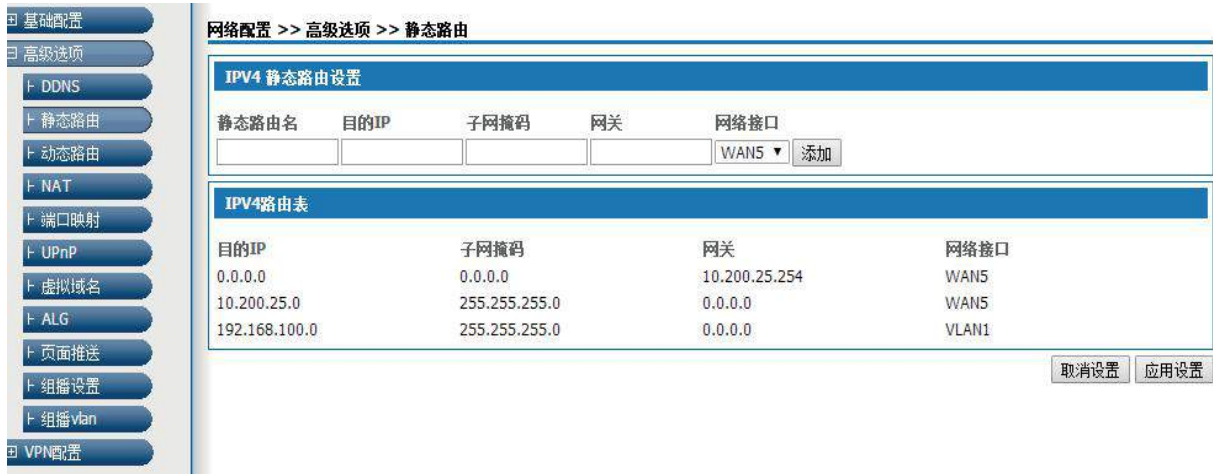 基础配置
高级选项
DDNS
静态路由
动态路由
NAT
端口映射
UPnP
虚拟域名
ALG
页面推送
组播设置
组播vlan
VPN配置
网络配置 >> 高级选项 >> 静态路由
IPV4 静态路由设置
静态路由名 目的IP 子网掩码 网关 网络接口
WAN5 添加
IPV4路由表
目的IP 子网掩码 网关 网络接口
0.0.0.0 0.0.0.0 10.200.25.254 WAN5
10.200.25.0 255.255.255.0 0.0.0.0 WAN5
192.168.100.0 255.255.255.0 0.0.0.0 VLAN1
取消设置 应用设置